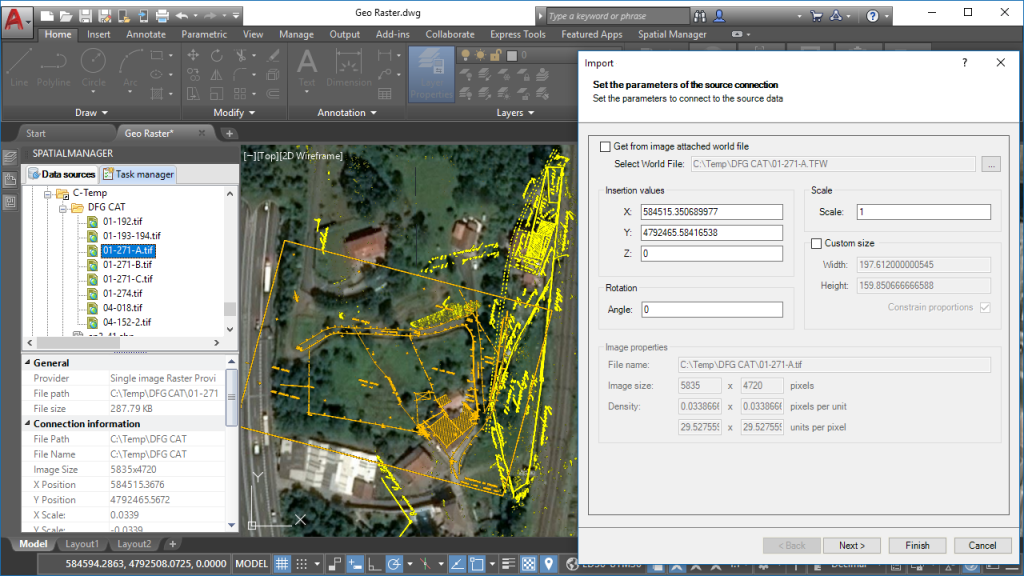 A
Geo Raster.dwg
Type a keyword or phrase
Home Insert Annotate Parametric View Manage Output Add-ins Collaborate Express Tools Featured Apps Spatial Manager
Line Polyline Circle Arc Text Dimension Layer Properties 0
Draw Modify Annotation Layers
Start Geo Raster*
SPATIALMANAGER
Data sources Task manager
C-Temp
DFG CAT
01-192.tif
01-193-194.tif
01-271-A.tif
01-271-B.tif
01-271-C.tif
01-274.tif
04-018.tif
04-152-2.tif
General
Provider Single image Raster Provi
File path C:\Temp\DFG CAT\01-271
File size 287.79 KB
Connection information
File Path C:\Temp\DFG CAT
File Name C:\Temp\DFG CAT
Image Size 5835x4720
X Position 584515.3676
Y Position 4792465.5672
X Scale: 0.0339
Y Scale: -0.0339
[−][Top][2D Wireframe]
Y
X
Import
?
Set the parameters of the source connection
Set the parameters to connect to the source data
Get from image attached world file
Select World File: C:\Temp\DFG CAT\01-271-A.TFW ...
Insertion values
X: 584515.350689977
Y: 4792465.58416538
Z: 0
Rotation
Angle: 0
Scale
Scale: 1
Custom size
Width: 197.612000000545
Height: 159.850666666588
Constrain proportions
Image properties
File name: C:\Temp\DFG CAT\01-271-A.tif
Image size: 5835 x 4720 pixels
Density: 0.0338666 x 0.0338666 pixels per unit
29.527559 x 29.527559 units per pixel
< Back Next > Finish Cancel
Model Layout1 Layout2 +
584594.2863, 4792508.0725, 0.0000 MODEL